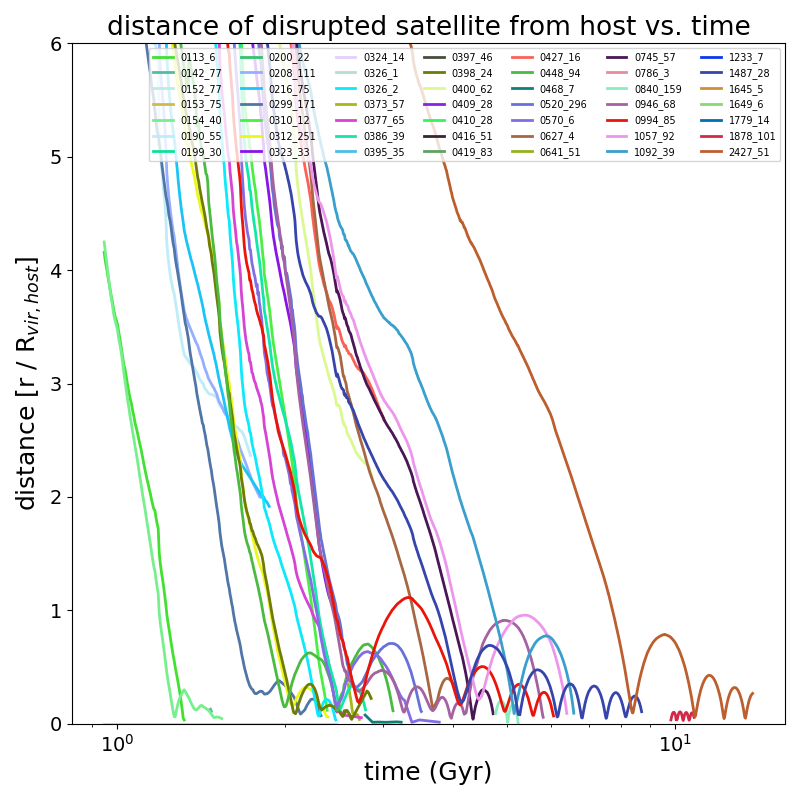 distance of disrupted satellite from host vs. time
0113_6 0200_22 0324_14 0397_46 0427_16 0745_57 1233_7
0142_77 0208_111 0326_1 0398_24 0448_94 0786_3 1487_28
0152_77 0216_75 0326_2 0400_62 0468_7 0840_159 1645_5
0153_75 0299_171 0373_57 0409_28 0520_296 0946_68 1649_6
0154_40 0310_12 0377_65 0410_28 0570_6 0994_85 1779_14
0190_55 0312_251 0386_39 0416_51 0627_4 1057_92 1878_101
0199_30 0323_33 0395_35 0419_83 0641_51 1092_39 2427_51
6
5
4
3
2
1
0
distance [r / R_{vir,host}]
10^0 10^1
time (Gyr)